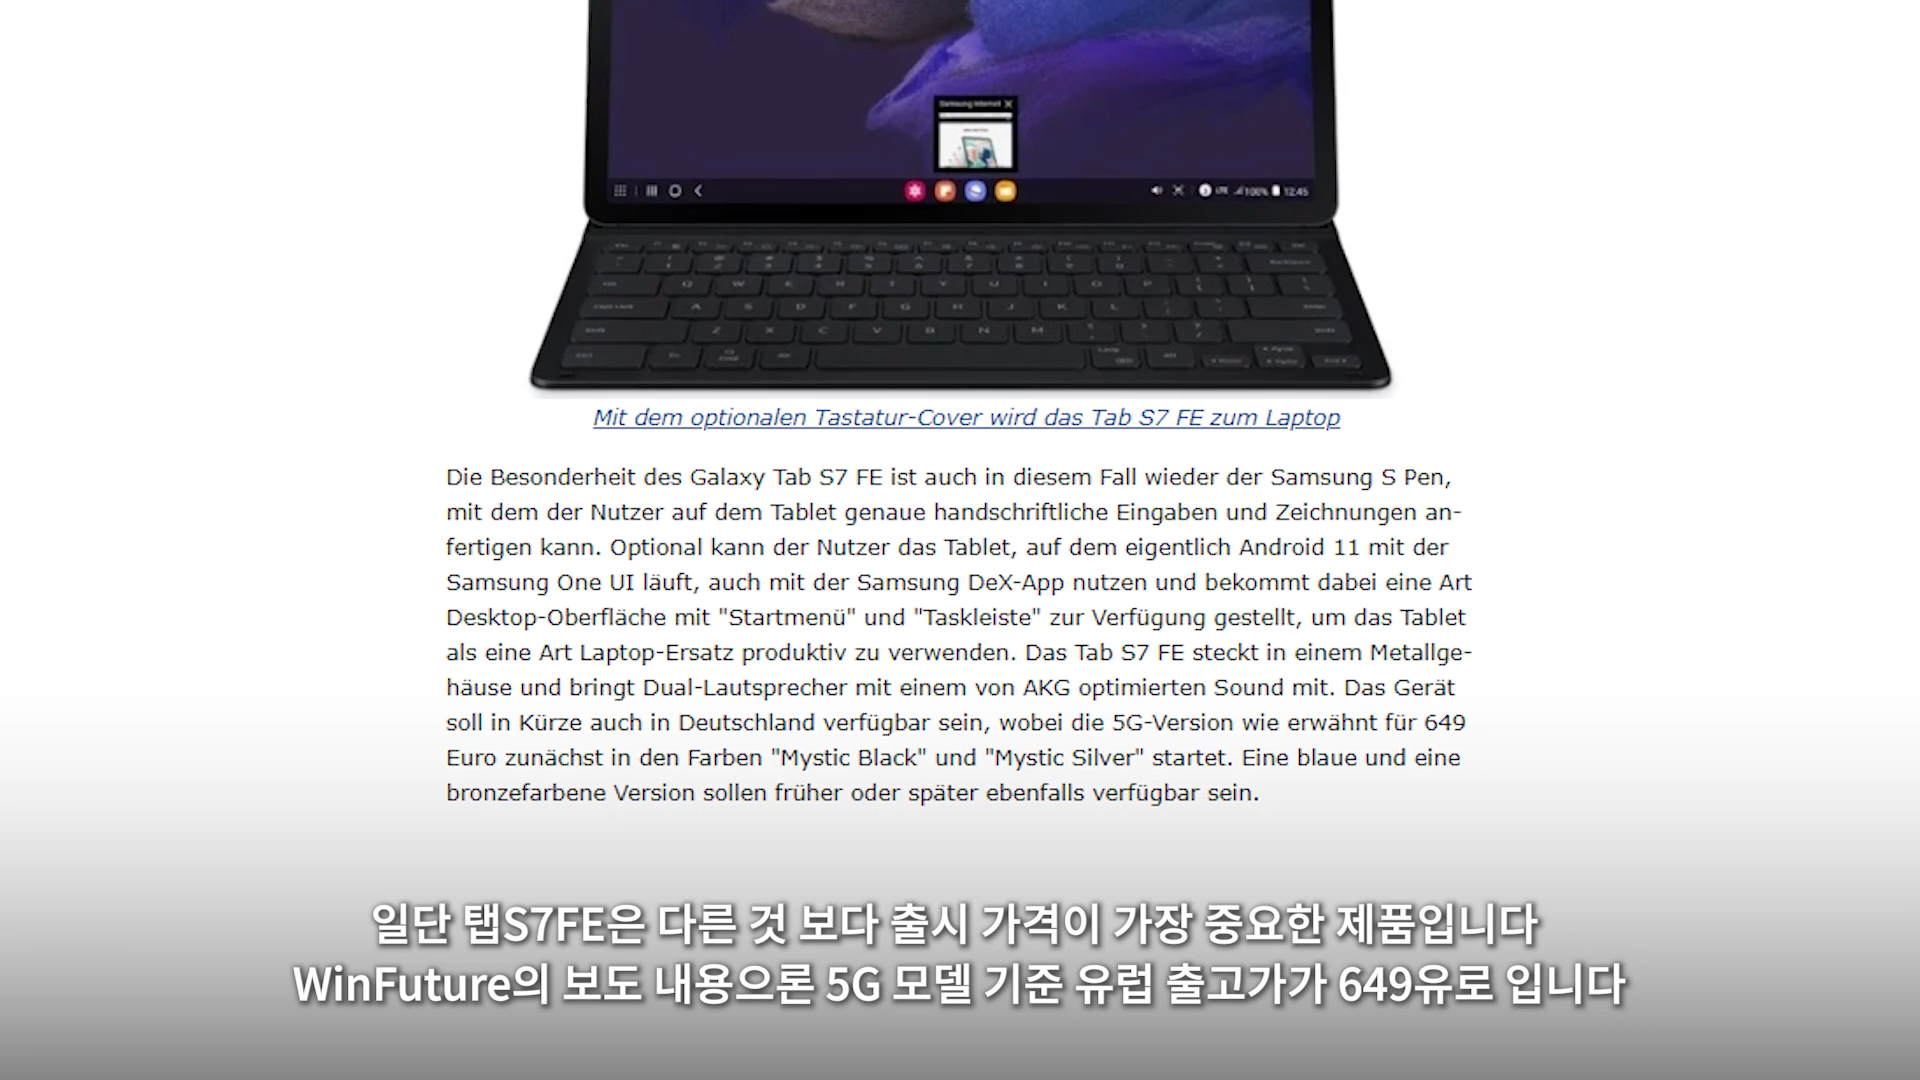 Samsung Internet
LTE
100%
12:45
Q W E R T Y U I O P
A S D F G H J K L
Z X C V B N M
Mit dem optionalen Tastatur-Cover wird das Tab S7 FE zum Laptop
Die Besonderheit des Galaxy Tab S7 FE ist auch in diesem Fall wieder der Samsung S Pen,
mit dem der Nutzer auf dem Tablet genaue handschriftliche Eingaben und Zeichnungen an-
fertigen kann. Optional kann der Nutzer das Tablet, auf dem eigentlich Android 11 mit der
Samsung One UI läuft, auch mit der Samsung DeX-App nutzen und bekommt dabei eine Art
Desktop-Oberfläche mit "Startmenü" und "Taskleiste" zur Verfügung gestellt, um das Tablet
als eine Art Laptop-Ersatz produktiv zu verwenden. Das Tab S7 FE steckt in einem Metallge-
häuse und bringt Dual-Lautsprecher mit einem von AKG optimierten Sound mit. Das Gerät
soll in Kürze auch in Deutschland verfügbar sein, wobei die 5G-Version wie erwähnt für 649
Euro zunächst in den Farben "Mystic Black" und "Mystic Silver" startet. Eine blaue und eine
bronzefarbene Version sollen früher oder später ebenfalls verfügbar sein.
일단 탭S7FE은 다른 것 보다 출시 가격이 가장 중요한 제품입니다
WinFuture의 보도 내용으론 5G 모델 기준 유럽 출고가가 649유로 입니다